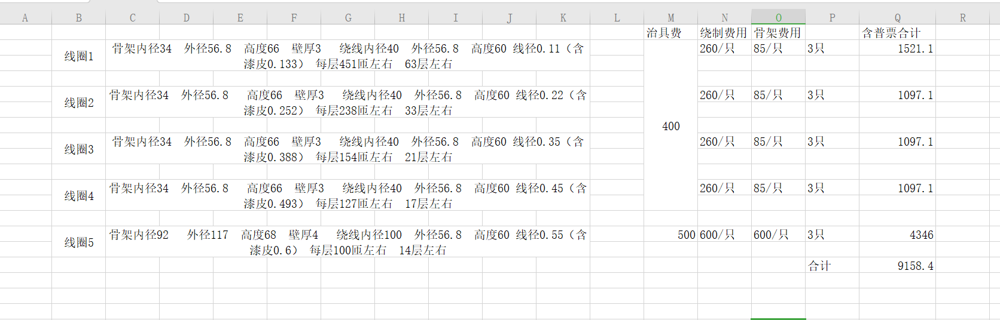 A B C D E F G H I J K L M N O P Q R
治具费 绕制费用 骨架费用 含普票合计
线圈1 骨架内径34 外径56.8 高度66 壁厚3 绕线内径40 外径56.8 高度60 线径0.11（含 260/只 85/只 3只 1521.1
漆皮0.133） 每层451匝左右 63层左右
线圈2 骨架内径34 外径56.8 高度66 壁厚3 绕线内径40 外径56.8 高度60 线径0.22（含 260/只 85/只 3只 1097.1
漆皮0.252） 每层238匝左右 33层左右
400
线圈3 骨架内径34 外径56.8 高度66 壁厚3 绕线内径40 外径56.8 高度60 线径0.35（含 260/只 85/只 3只 1097.1
漆皮0.388） 每层154匝左右 21层左右
线圈4 骨架内径34 外径56.8 高度66 壁厚3 绕线内径40 外径56.8 高度60 线径0.45（含 260/只 85/只 3只 1097.1
漆皮0.493） 每层127匝左右 17层左右
线圈5 骨架内径92 外径117 高度68 壁厚4 绕线内径100 外径56.8 高度60 线径0.55（含 500 600/只 600/只 3只 4346
漆皮0.6） 每层100匝左右 14层左右
合计 9158.4